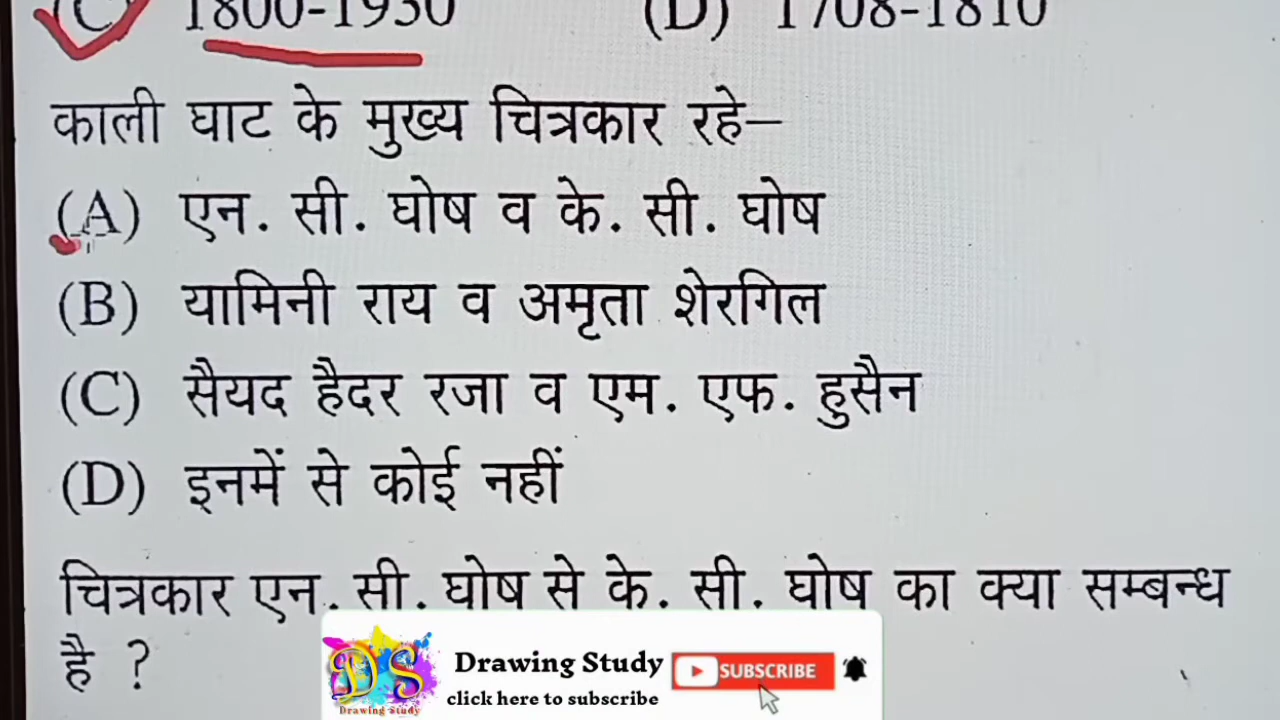 (C) 1800-1930 (D) 1708-1810
काली घाट के मुख्य चित्रकार रहे–
(A) एन. सी. घोष व के. सी. घोष
(B) यामिनी राय व अमृता शेरगिल
(C) सैयद हैदर रजा व एम. एफ. हुसैन
(D) इनमें से कोई नहीं
चित्रकार एन. सी. घोष से के. सी. घोष का क्या सम्बन्ध
है ?
DS
Drawing Study
Drawing Study
click here to subscribe
SUBSCRIBE